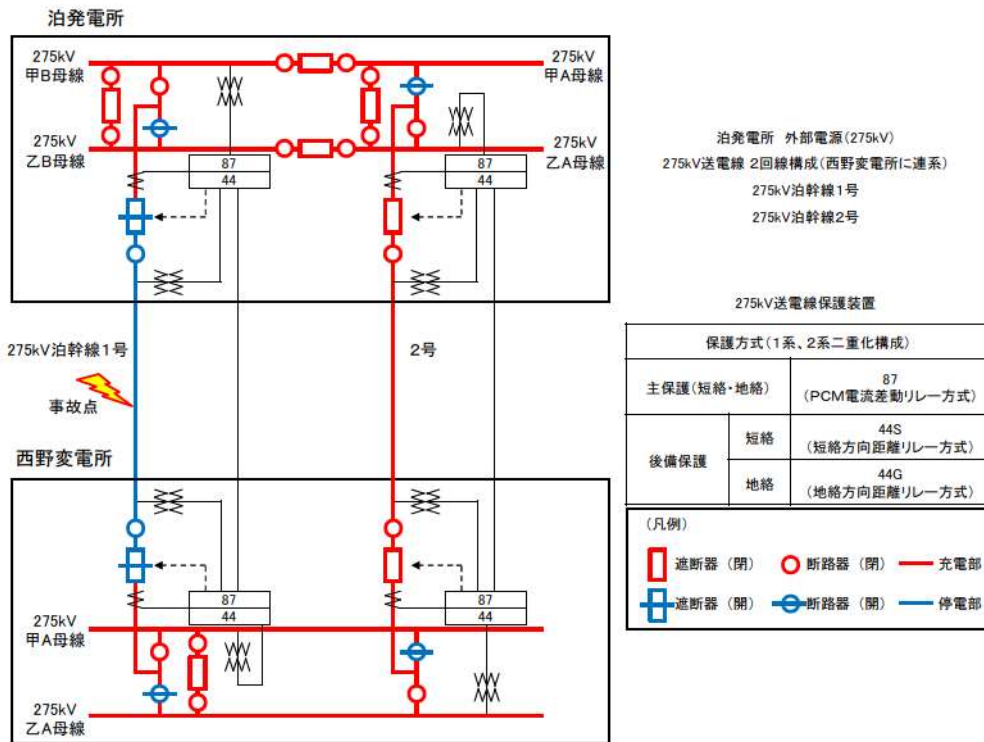 泊発電所
275kV
甲B母線
275kV
甲A母線
275kV
乙B母線
275kV
乙A母線
87
44
87
44
275kV泊幹線1号
2号
事故点
西野変電所
87
44
87
44
275kV
甲A母線
275kV
乙A母線
泊発電所 外部電源(275kV)
275kV送電線 2回線構成(西野変電所に連系)
275kV泊幹線1号
275kV泊幹線2号
275kV送電線保護装置
保護方式(1系、2系二重化構成)
主保護(短絡・地絡)
87
(PCM電流差動リレー方式)
後備保護
短絡
44S
(短絡方向距離リレー方式)
地絡
44G
(地絡方向距離リレー方式)
(凡例)
遮断器(閉) 断路器(閉) 充電部
遮断器(開) 断路器(開) 停電部